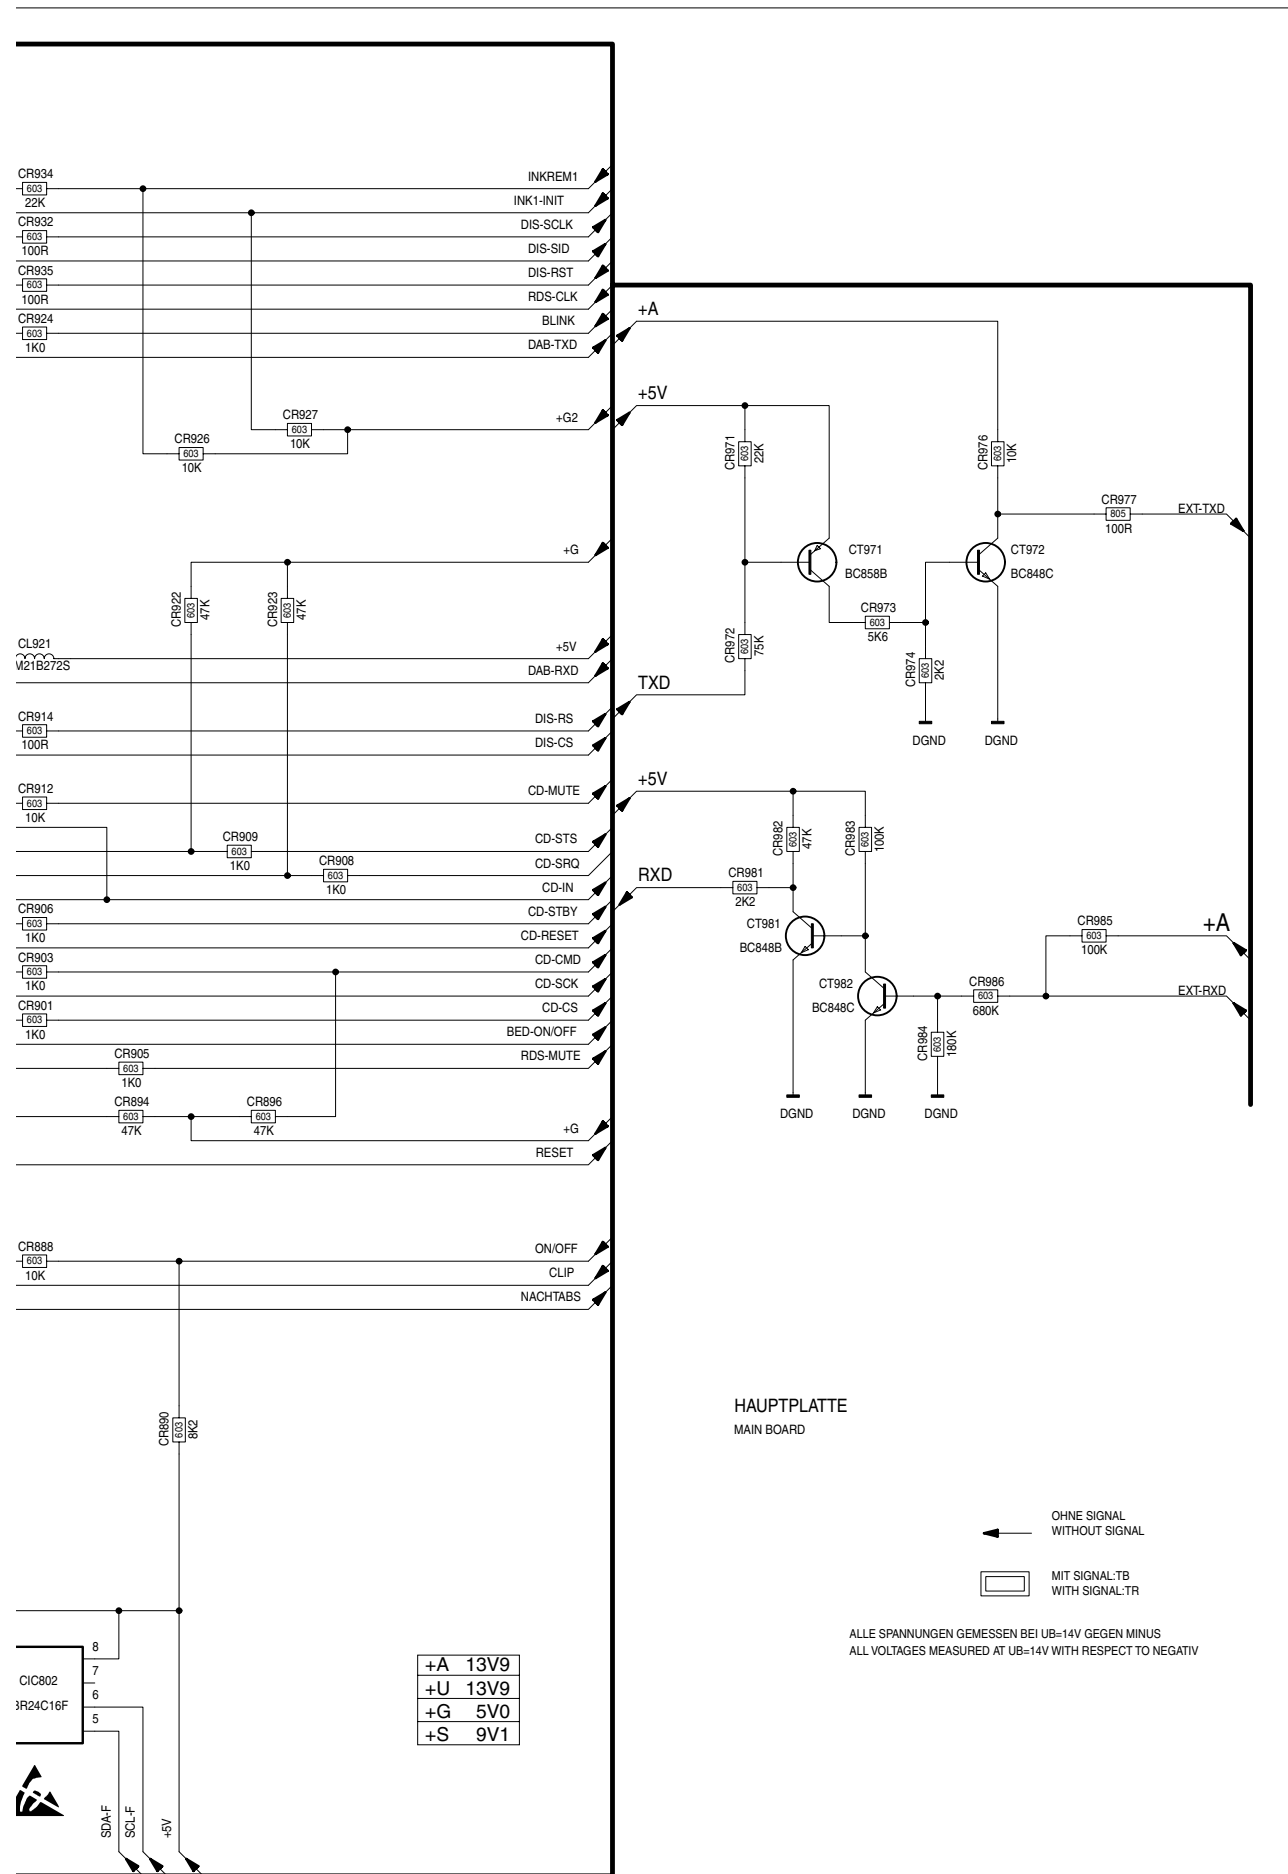 CR934
603
22K
INKREM1
INK1-INIT
CR932
603
100R
DIS-SCLK
DIS-SID
CR935
603
100R
DIS-RST
RDS-CLK
CR924
603
1K0
BLINK
DAB-TXD
+A
+5V
+G2
CR927
603
10K
CR926
603
10K
CR971
603
22K
CR976
603
10K
CR977
805
100R
EXT-TXD
+G
CT971
BC858B
CT972
BC848C
CR922
603
47K
CR923
603
47K
CR973
603
5K6
CR972
603
75K
CR974
603
2K2
CL921
M21B272S
+5V
DAB-RXD
TXD
DGND
DGND
CR914
603
100R
DIS-RS
DIS-CS
+5V
CR912
603
10K
CD-MUTE
CR982
603
47K
CR983
603
100K
CR909
603
1K0
CD-STS
CR908
603
1K0
CD-SRQ
CD-IN
RXD
CR981
603
2K2
CR906
603
1K0
CD-STBY
CD-RESET
CT981
BC848B
CR985
603
100K
+A
CR903
603
1K0
CD-CMD
CD-SCK
CT982
BC848C
CR986
603
680K
EXT-RXD
CR901
603
1K0
CD-CS
BED-ON/OFF
CR984
603
180K
CR905
603
1K0
RDS-MUTE
CR894
603
47K
CR896
603
47K
DGND
DGND
DGND
+G
RESET
CR888
603
10K
ON/OFF
CLIP
NACHTABS
CR890
603
8K2
HAUPTPLATTE
MAIN BOARD
OHNE SIGNAL
WITHOUT SIGNAL
MIT SIGNAL:TB
WITH SIGNAL:TR
ALLE SPANNUNGEN GEMESSEN BEI UB=14V GEGEN MINUS
ALL VOLTAGES MEASURED AT UB=14V WITH RESPECT TO NEGATIV
8
7
6
5
CIC802
BR24C16F
+A 13V9
+U 13V9
+G 5V0
+S 9V1
SDA-F
SCL-F
+5V